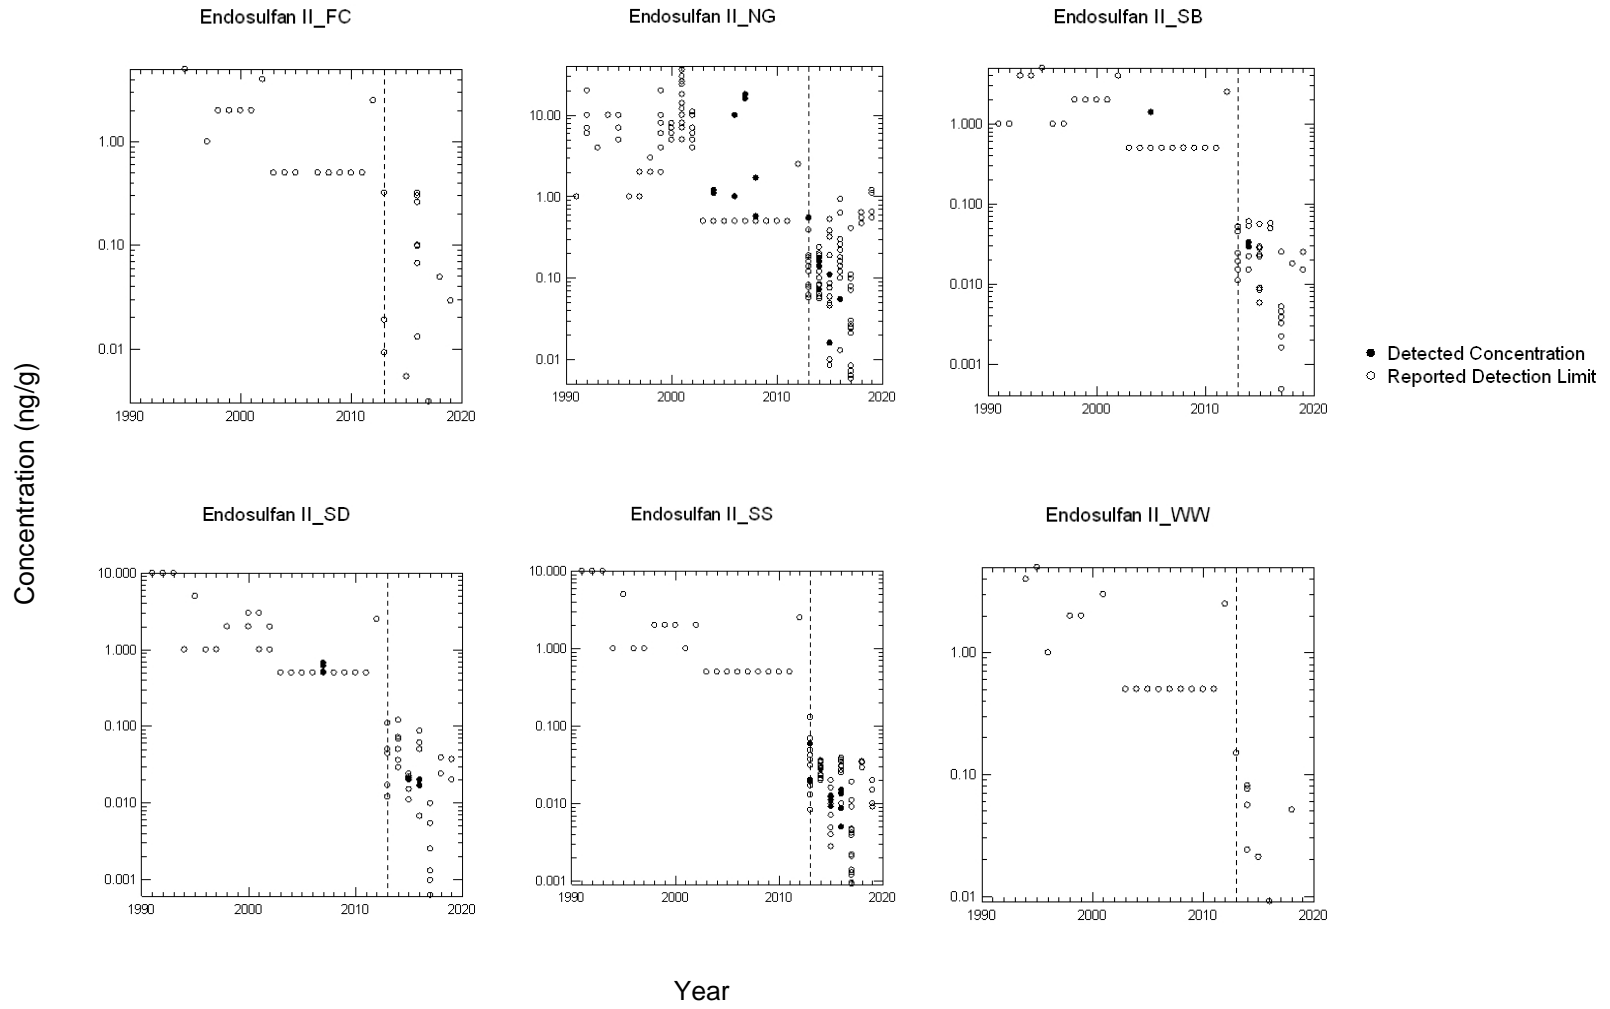 Endosulfan II_FC
Endosulfan II_NG
Endosulfan II_SB
1.00
0.10
0.01
1990 2000 2010 2020
10.00
1.00
0.10
0.01
1990 2000 2010 2020
1.000
0.100
0.010
0.001
1990 2000 2010 2020
Detected Concentration
Reported Detection Limit
Concentration (ng/g)
Endosulfan II_SD
Endosulfan II_SS
Endosulfan II_WW
10.000
1.000
0.100
0.010
0.001
1990 2000 2010 2020
10.000
1.000
0.100
0.010
0.001
1990 2000 2010 2020
1.00
0.10
0.01
1990 2000 2010 2020
Year